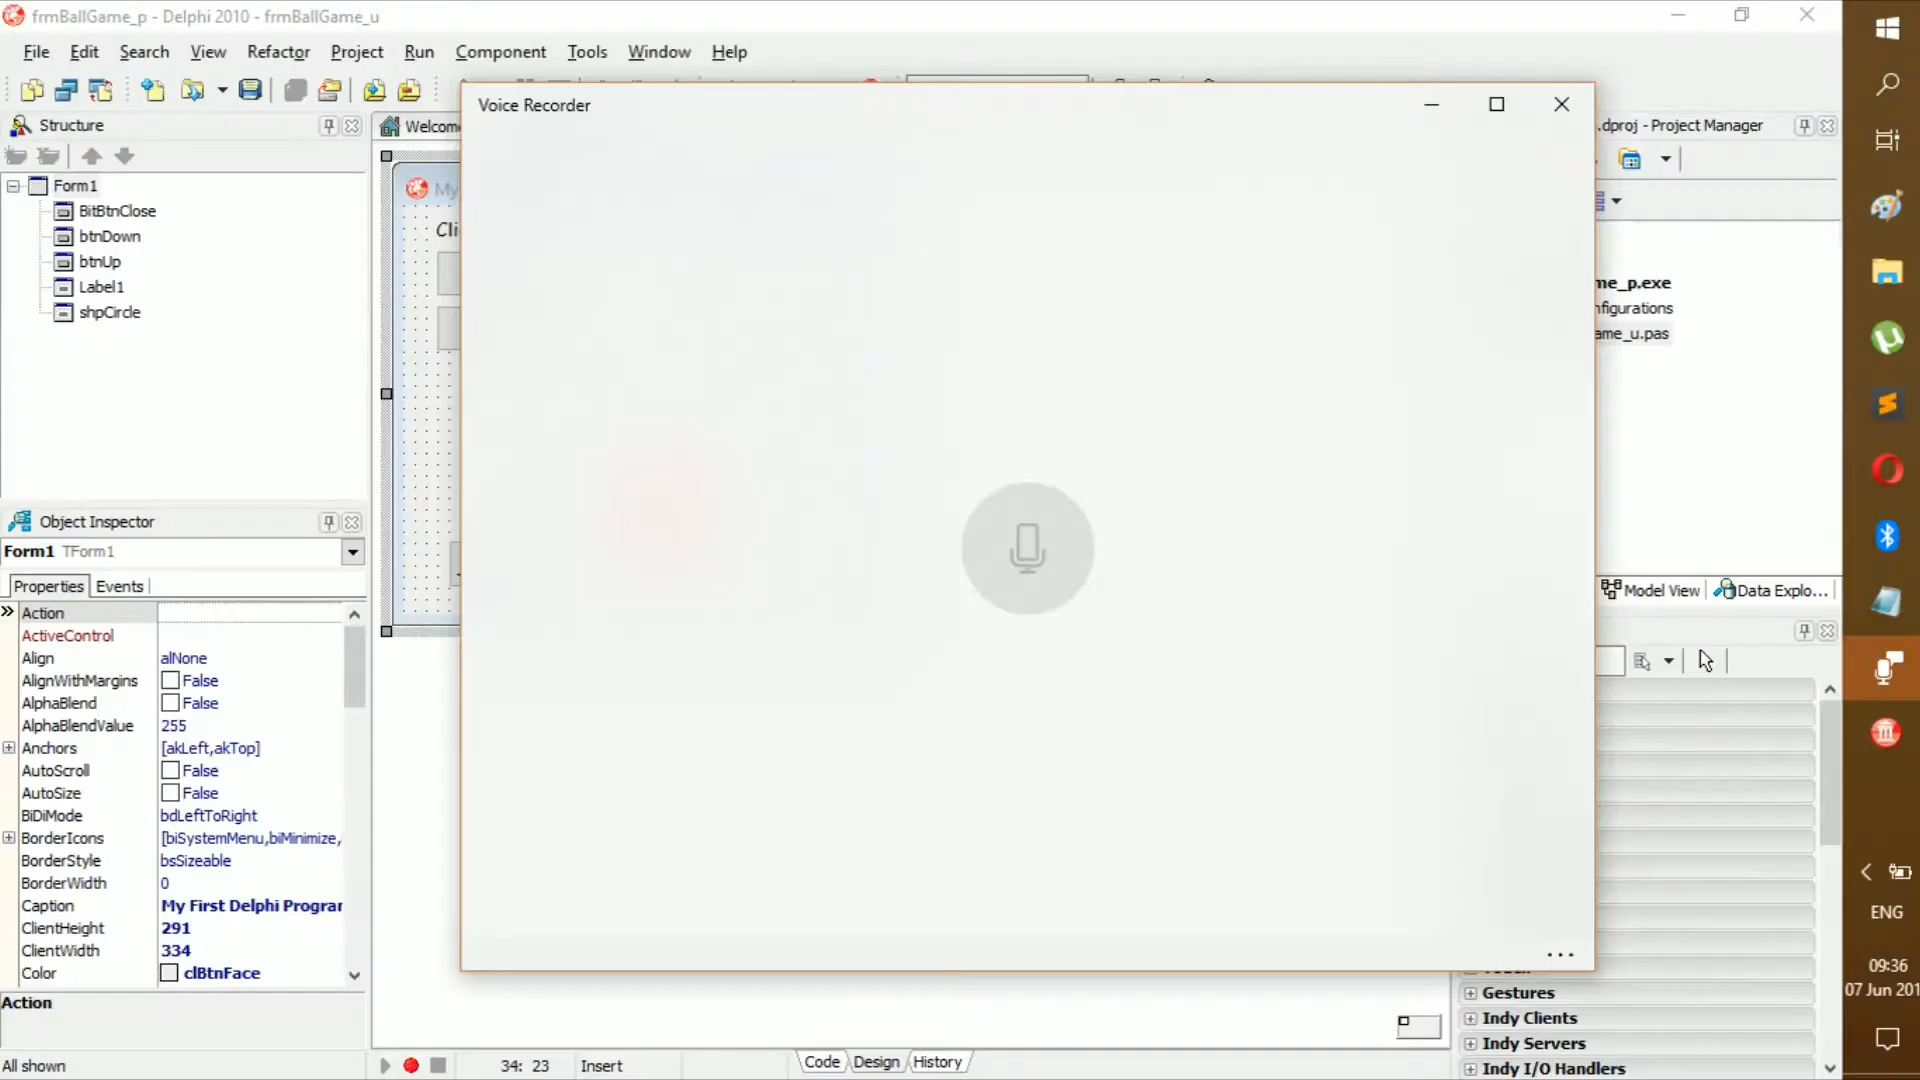 frmBallGame_p - Delphi 2010 - frmBallGame_u
File Edit Search View Refactor Project Run Component Tools Window Help
Structure
Form1
BitBtnClose
btnDown
btnUp
Label1
shpCircle
Object Inspector
Form1 TForm1
Properties Events
Action
ActiveControl
Align alNone
AlignWithMargins False
AlphaBlend False
AlphaBlendValue 255
Anchors [akLeft,akTop]
AutoScroll False
AutoSize False
BiDiMode bdLeftToRight
BorderIcons [biSystemMenu,biMinimize,
BorderStyle bsSizeable
BorderWidth 0
Caption My First Delphi Progra
ClientHeight 291
ClientWidth 334
Color clBtnFace
Action
All shown
Welcom
My
Cli
Voice Recorder
34: 23 Insert
Code Design History
.dproj - Project Manager
me_p.exe
nfigurations
ame_u.pas
Model View Data Explo...
Gestures
Indy Clients
Indy Servers
Indy I/O Handlers
ENG
09:36
07 Jun 201